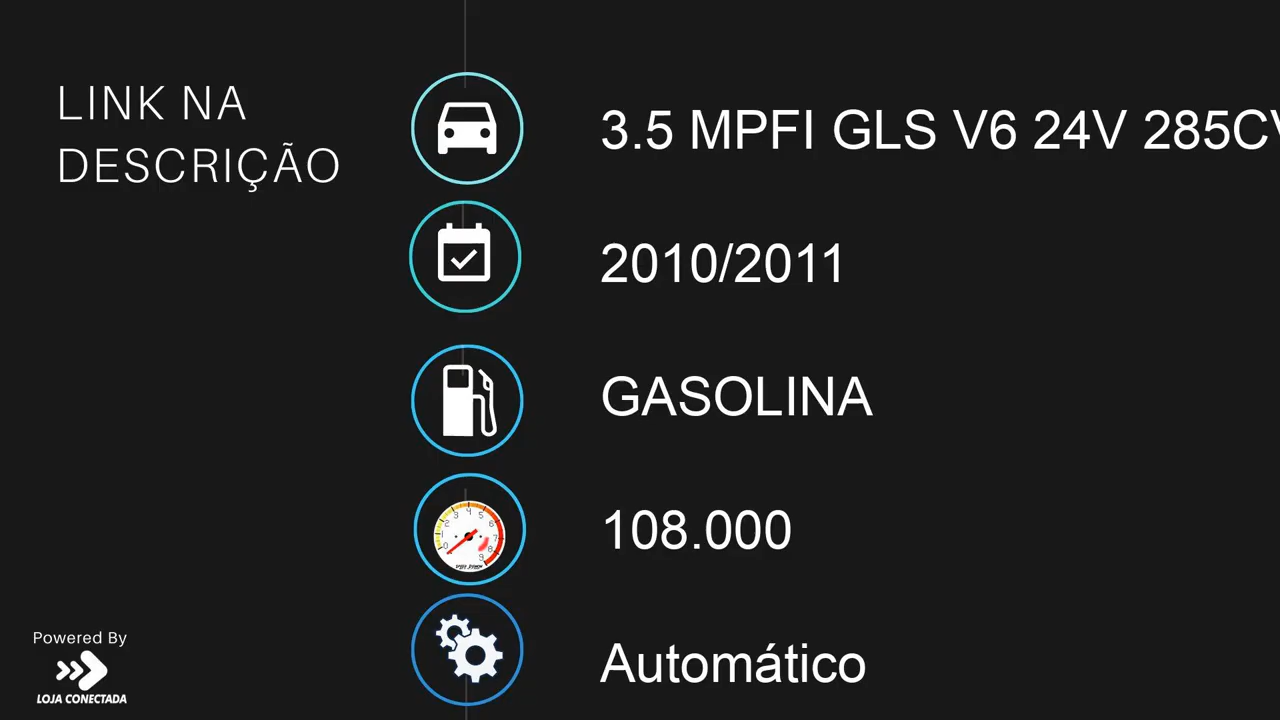 LINK NA
DESCRIÇÃO
3.5 MPFI GLS V6 24V 285CV
2010/2011
GASOLINA
108.000
Automático
Powered By
LOJA CONECTADA